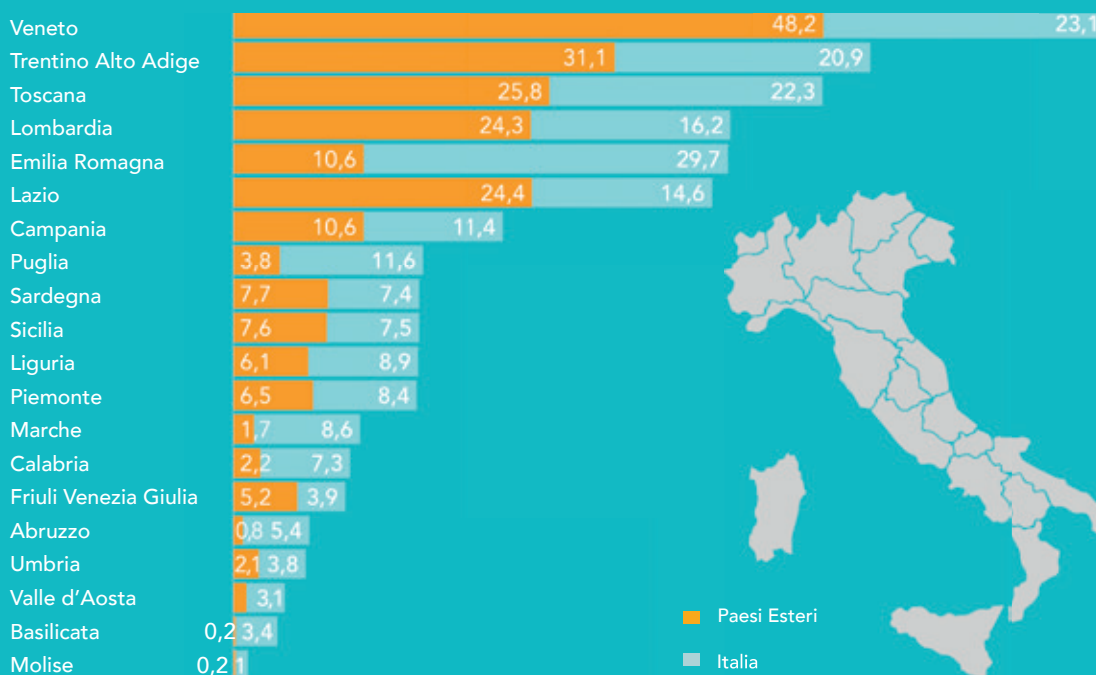 Veneto 48,2 23,1
Trentino Alto Adige 31,1 20,9
Toscana 25,8 22,3
Lombardia 24,3 16,2
Emilia Romagna 10,6 29,7
Lazio 24,4 14,6
Campania 10,6 11,4
Puglia 3,8 11,6
Sardegna 7,7 7,4
Sicilia 7,6 7,5
Liguria 6,1 8,9
Piemonte 6,5 8,4
Marche 1,7 8,6
Calabria 2,2 7,3
Friuli Venezia Giulia 5,2 3,9
Abruzzo 0,8 5,4
Umbria 2,1 3,8
Valle d'Aosta 3,1
Basilicata 0,2 3,4
Molise 0,2 1
Paesi Esteri
Italia